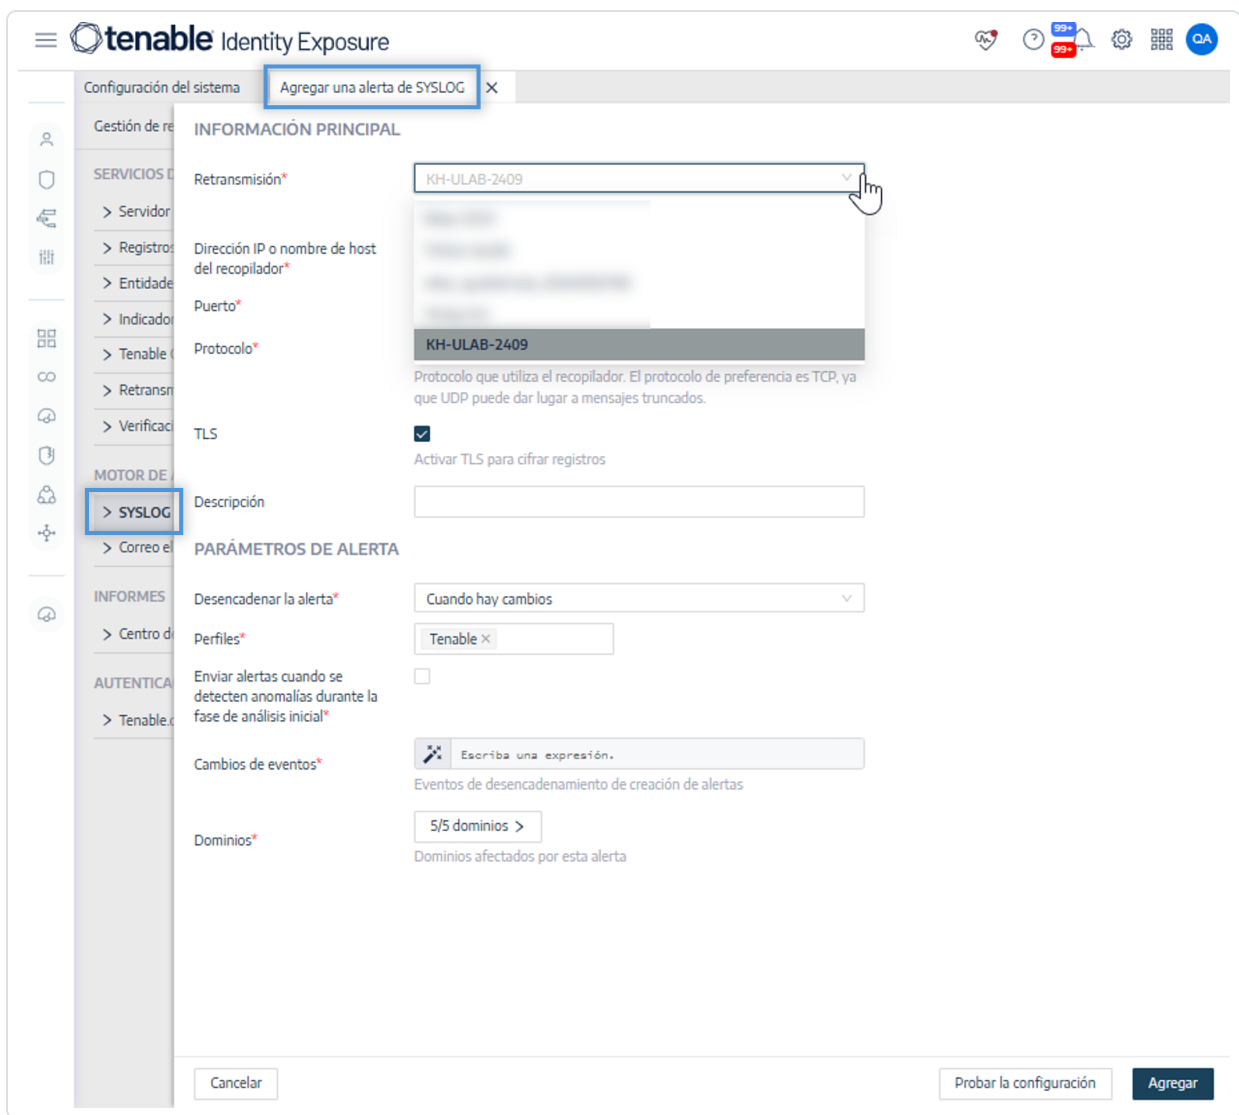 tenable Identity Exposure
99+
99+
QA
Configuración del sistema
Agregar una alerta de SYSLOG
Gestión de re
INFORMACIÓN PRINCIPAL
SERVICIOS D
Retransmisión*
KH-ULAB-2409
> Servidor
> Registros
Dirección IP o nombre de host
del recopilador*
> Entidade
Puerto*
> Indicador
KH-ULAB-2409
Protocolo*
> Tenable
Protocolo que utiliza el recopilador. El protocolo de preferencia es TCP, ya
que UDP puede dar lugar a mensajes truncados.
> Retransm
> Verificaci
TLS
Activar TLS para cifrar registros
MOTOR DE
> SYSLOG
Descripción
> Correo el
PARÁMETROS DE ALERTA
INFORMES
Desencadenar la alerta*
Cuando hay cambios
> Centro de
Perfiles*
Tenable
AUTENTICA
Enviar alertas cuando se
detecten anomalías durante la
fase de análisis inicial*
> Tenable.c
Cambios de eventos*
Escriba una expresión.
Eventos de desencadenamiento de creación de alertas
Dominios*
5/5 dominios >
Dominios afectados por esta alerta
Cancelar
Probar la configuración
Agregar